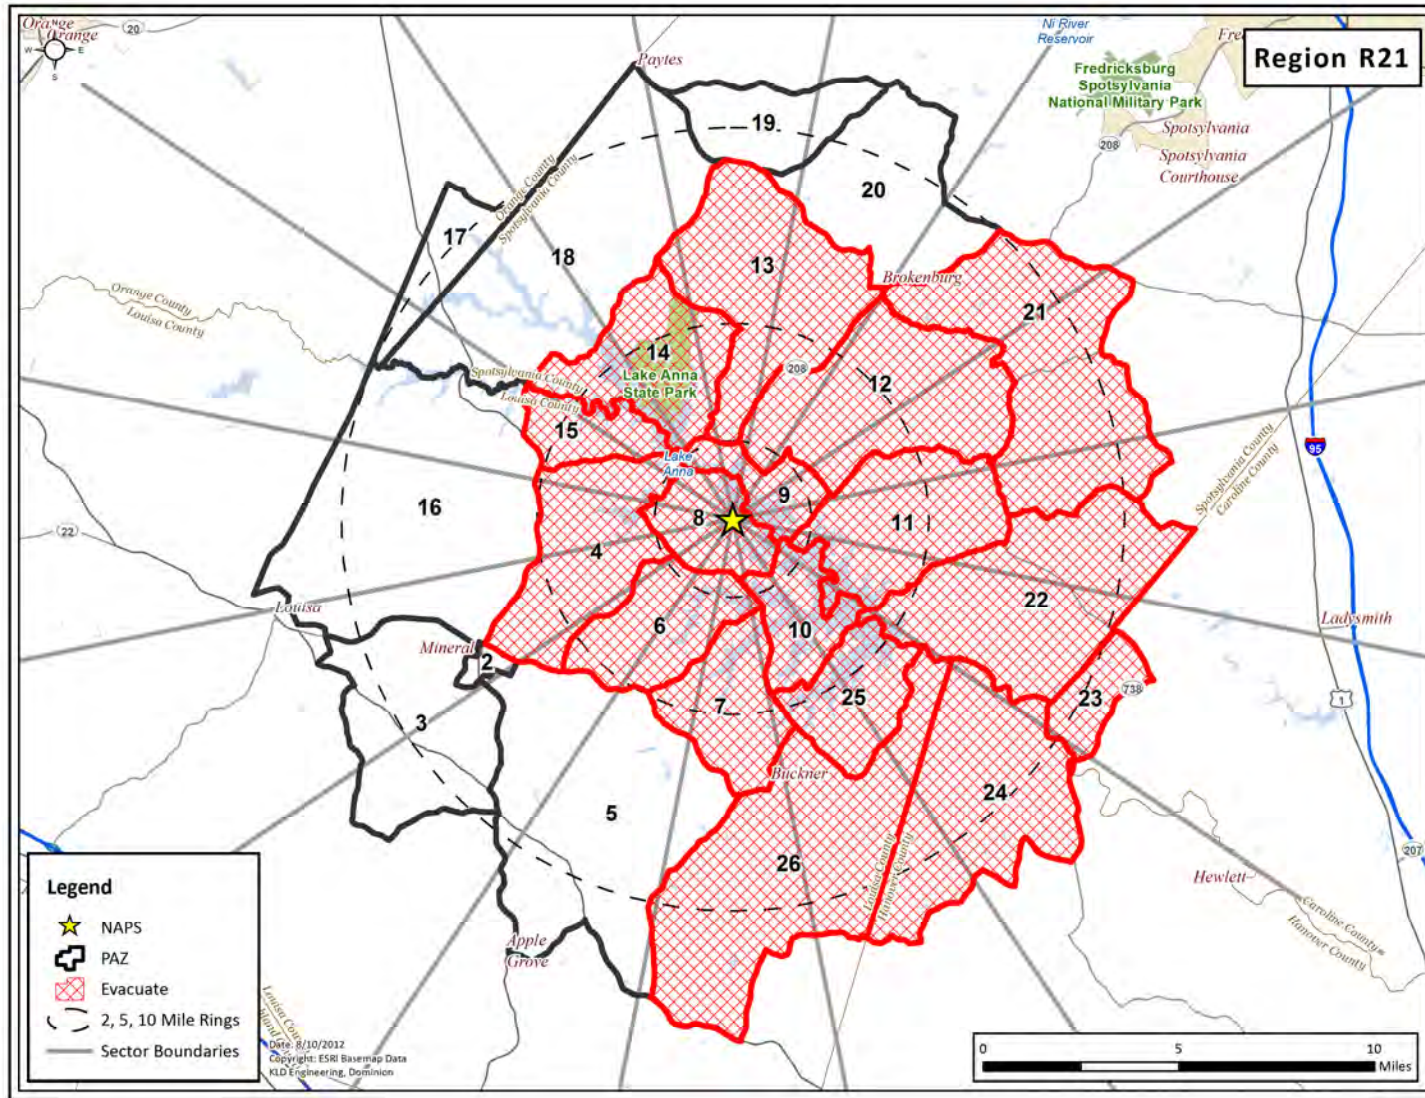 Orange
Orange
N
W
E
S
20
Paytes
Ni River
Reservoir
Fre
Region R21
Fredricksburg
Spotsylvania
National Military Park
Spotsylvania
208
Spotsylvania
Courthouse
19
20
17
Orange County
Spotsylvania County
18
13
Brokenburg
21
Orange County
Louisa County
14
Lake Anna
State Park
208
12
Spotsylvania County
Louisa County
15
Lake
Anna
95
Spotsylvania County
Caroline County
16
8
9
11
22
4
22
Louisa
6
10
Ladysmith
Mineral
2
23
738
1
3
7
25
Buckner
24
5
26
Louisa County
Hanover County
207
Hewlett
Caroline County
Hanover County
Apple
Grove
Legend
NAPS
PAZ
Evacuate
2, 5, 10 Mile Rings
Sector Boundaries
Louisa Cou
Date: 8/10/2012
Copyright: ESRI Basemap Data
KLD Engineering, Dominion
0 5 10
Miles